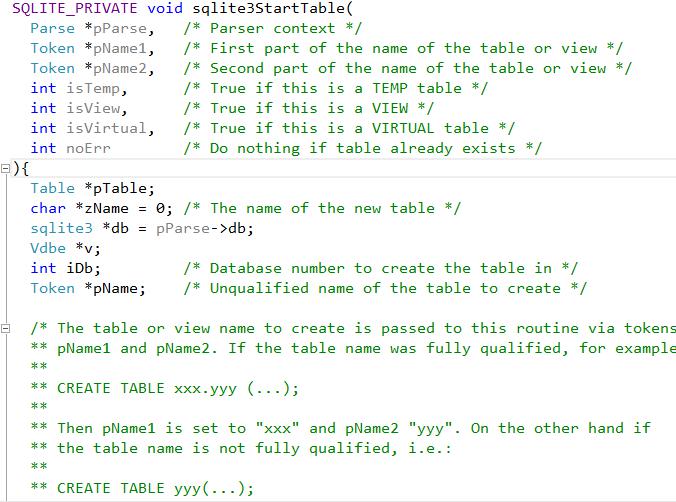 SQLITE_PRIVATE void sqlite3StartTable(
  Parse *pParse,   /* Parser context */
  Token *pName1,   /* First part of the name of the table or view */
  Token *pName2,   /* Second part of the name of the table or view */
  int isTemp,      /* True if this is a TEMP table */
  int isView,      /* True if this is a VIEW */
  int isVirtual,   /* True if this is a VIRTUAL table */
  int noErr        /* Do nothing if table already exists */
){
  Table *pTable;
  char *zName = 0; /* The name of the new table */
  sqlite3 *db = pParse->db;
  Vdbe *v;
  int iDb;         /* Database number to create the table in */
  Token *pName;    /* Unqualified name of the table to create */

  /* The table or view name to create is passed to this routine via tokens
  ** pName1 and pName2. If the table name was fully qualified, for example
  **
  ** CREATE TABLE xxx.yyy (...);
  **
  ** Then pName1 is set to "xxx" and pName2 "yyy". On the other hand if
  ** the table name is not fully qualified, i.e.:
  **
  ** CREATE TABLE yyy(...);